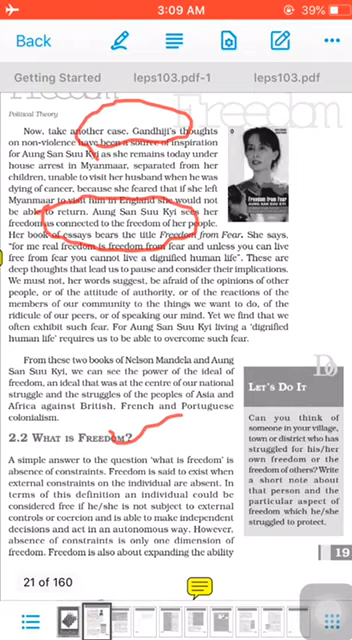 3:09 AM
39%
Back
Getting Started
leps103.pdf-1
leps103.pdf
Freedom
Freedom
Political Theory
Now, take another case. Gandhiji's thoughts
on non-violence have been a source of inspiration
for Aung San Suu Kyi as she remains today under
house arrest in Myanmaar, separated from her
children, unable to visit her husband when he was
dying of cancer, because she feared that if she left
Myanmaar to visit him in England she would not
be able to return. Aung San Suu Kyi sees her
freedom as connected to the freedom of her people.
Her book of essays bears the title Freedom from Fear. She says,
“for me real freedom is freedom from fear and unless you can live
free from fear you cannot live a dignified human life”. These are
deep thoughts that lead us to pause and consider their implications.
We must not, her words suggest, be afraid of the opinions of other
people, or of the attitude of authority, or of the reactions of the
members of our community to the things we want to do, of the
ridicule of our peers, or of speaking our mind. Yet we find that we
often exhibit such fear. For Aung San Suu Kyi living a ‘dignified
human life’ requires us to be able to overcome such fear.
Freedom from Fear
AUNG SAN SUU KYI
From these two books of Nelson Mandela and Aung
San Suu Kyi, we can see the power of the ideal of
freedom, an ideal that was at the centre of our national
struggle and the struggles of the peoples of Asia and
Africa against British, French and Portuguese
colonialism.
2.2 WHAT IS FREEDOM?
A simple answer to the question ‘what is freedom’ is
absence of constraints. Freedom is said to exist when
external constraints on the individual are absent. In
terms of this definition an individual could be
considered free if he/she is not subject to external
controls or coercion and is able to make independent
decisions and act in an autonomous way. However,
absence of constraints is only one dimension of
freedom. Freedom is also about expanding the ability
Do
LET'S DO IT
Can you think of
someone in your village,
town or district who has
struggled for his/her
own freedom or the
freedom of others? Write
a short note about
that person and the
particular aspect of
freedom which he/she
struggled to protect.
19
21 of 160